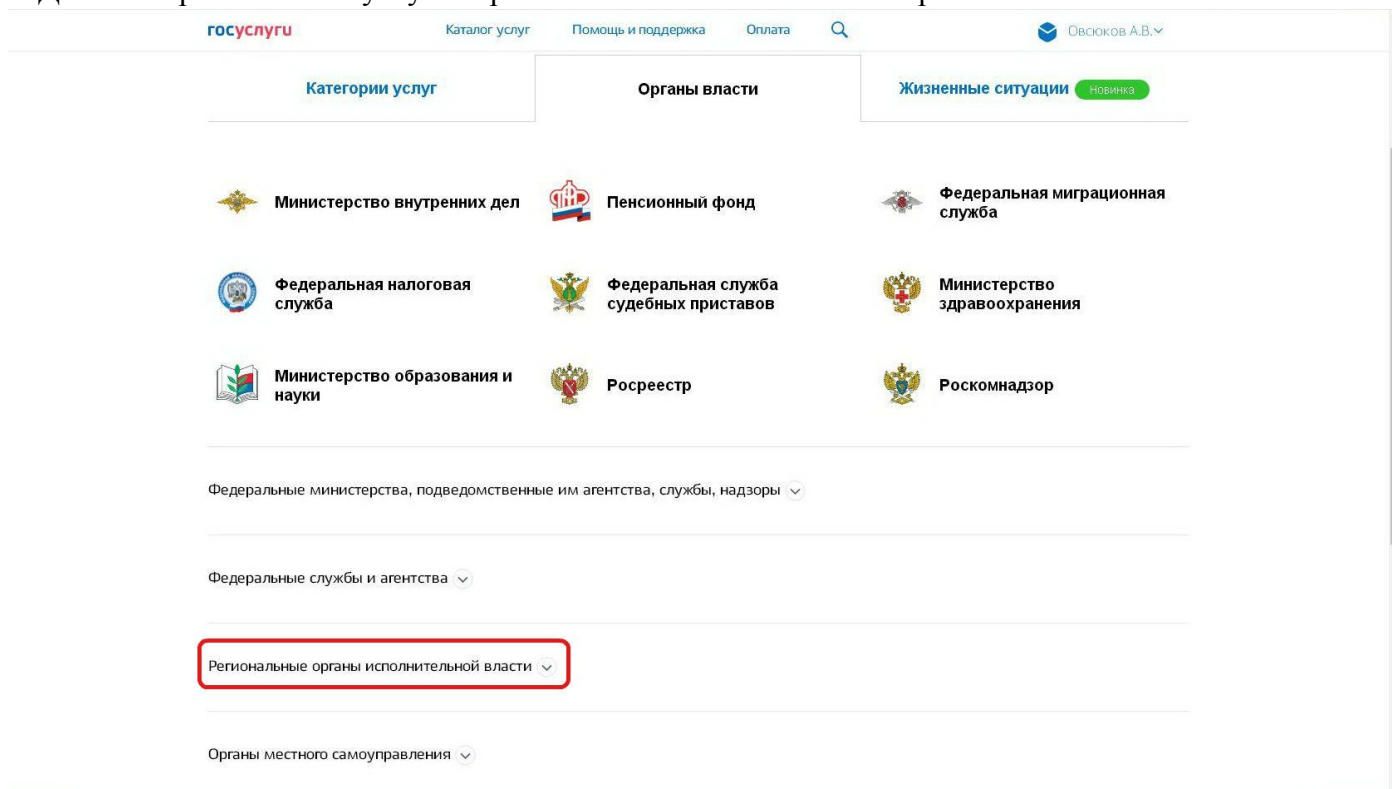 госуслуги Каталог услуг Помощь и поддержка Оплата Овсюков А.В.
Категории услуг Органы власти Жизненные ситуации Новинка
Министерство внутренних дел Пенсионный фонд Федеральная миграционная служба
Федеральная налоговая служба Федеральная служба судебных приставов Министерство здравоохранения
Министерство образования и науки Росреестр Роскомнадзор
Федеральные министерства, подведомственные им агентства, службы, надзоры
Федеральные службы и агентства
Региональные органы исполнительной власти
Органы местного самоуправления